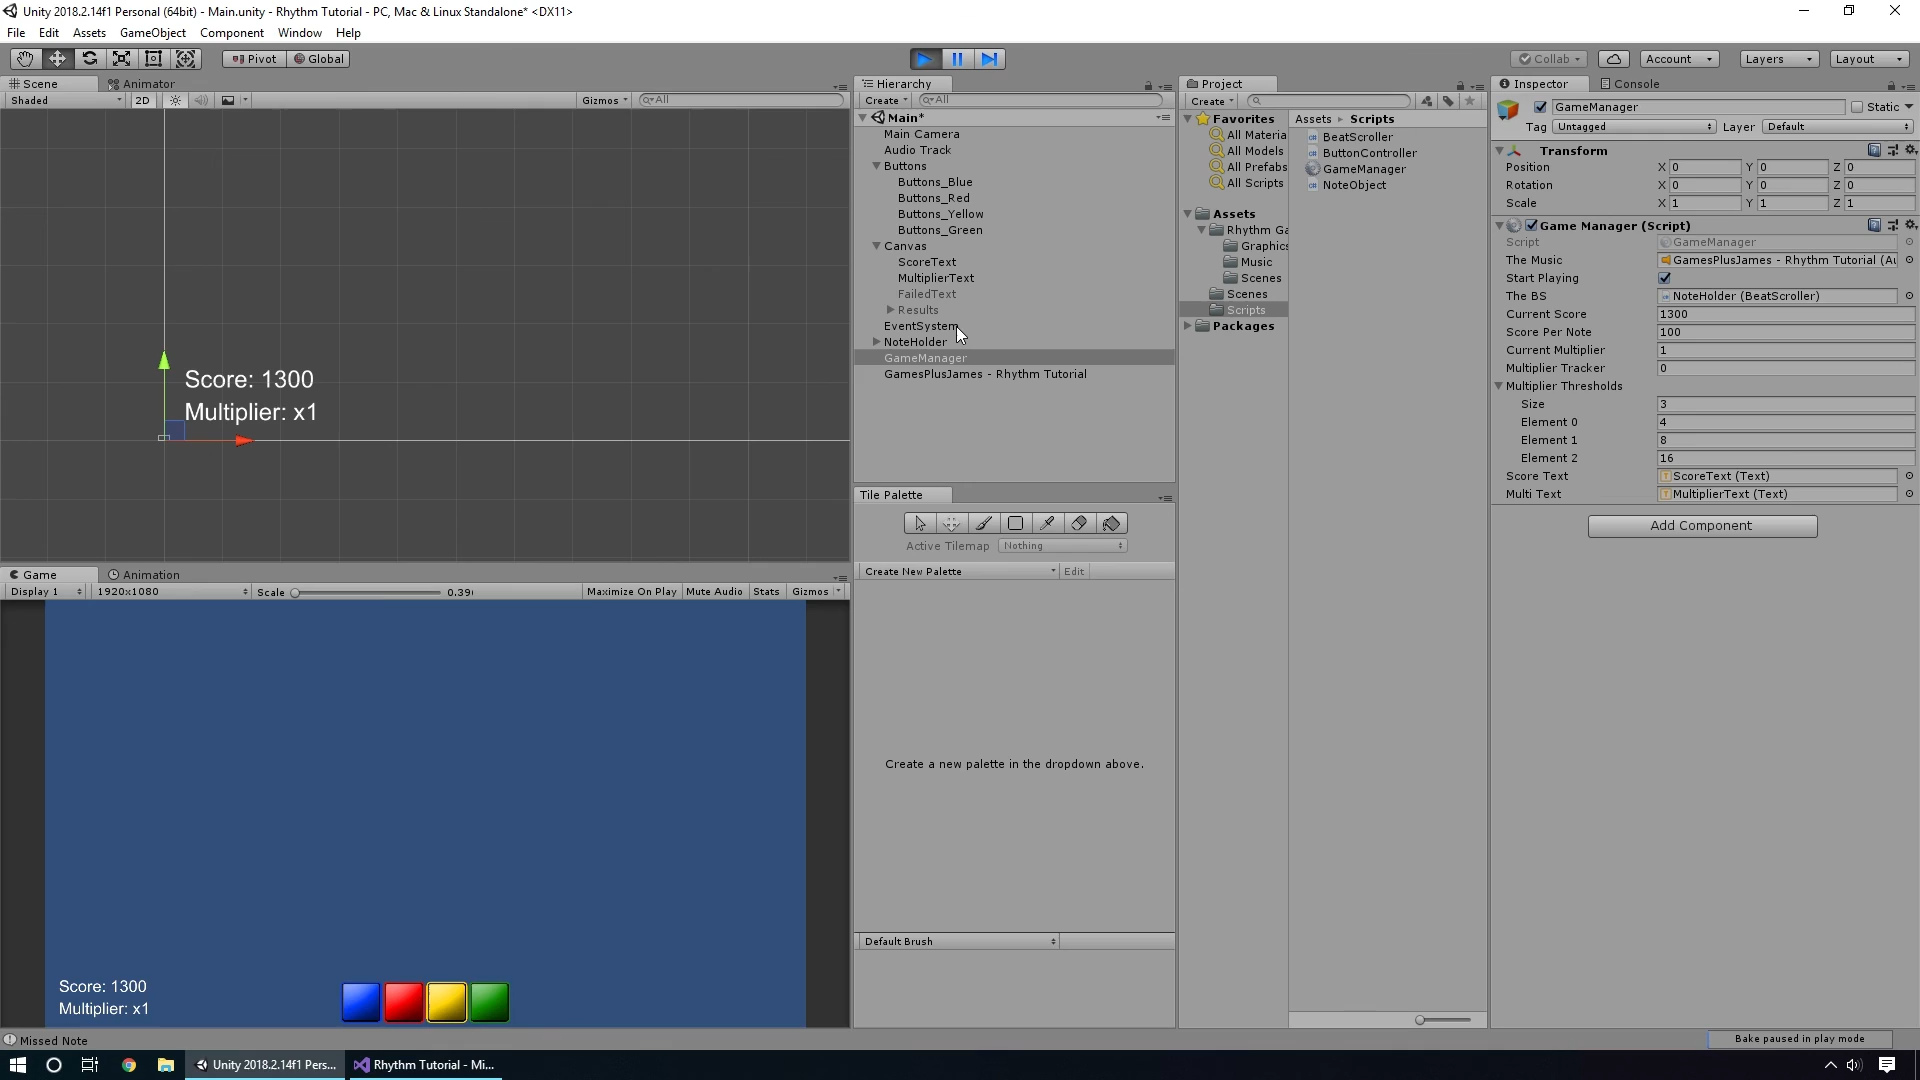 Unity 2018.2.14f1 Personal (64bit) - Main.unity - Rhythm Tutorial - PC, Mac & Linux Standalone* <DX11>
File Edit Assets GameObject Component Window Help
Pivot Global
Collab Account Layers Layout
Scene Animator
Shaded 2D Gizmos All
Score: 1300
Multiplier: x1
Game Animation
Display 1 1920x1080 Scale 0.39 Maximize On Play Mute Audio Stats Gizmos
Score: 1300
Multiplier: x1
Hierarchy
Create All
Main*
Main Camera
Audio Track
Buttons
Buttons_Blue
Buttons_Red
Buttons_Yellow
Buttons_Green
Canvas
ScoreText
MultiplierText
FailedText
Results
EventSystem
NoteHolder
GameManager
GamesPlusJames - Rhythm Tutorial
Tile Palette
Active Tilemap Nothing
Create New Palette Edit
Create a new palette in the dropdown above.
Default Brush
Project
Create
Favorites
All Materia
All Models
All Prefabs
All Scripts
Assets
Rhythm Ga
Graphics
Music
Scenes
Scenes
Scripts
Packages
Assets Scripts
BeatScroller
ButtonController
GameManager
NoteObject
Inspector Console
GameManager Static
Tag Untagged Layer Default
Transform
Position X 0 Y 0 Z 0
Rotation X 0 Y 0 Z 0
Scale X 1 Y 1 Z 1
Game Manager (Script)
Script GameManager
The Music GamesPlusJames - Rhythm Tutorial (Au
Start Playing
The BS NoteHolder (BeatScroller)
Current Score 1300
Score Per Note 100
Current Multiplier 1
Multiplier Tracker 0
Multiplier Thresholds
Size 3
Element 0 4
Element 1 8
Element 2 16
Score Text ScoreText (Text)
Multi Text MultiplierText (Text)
Add Component
Missed Note
Bake paused in play mode
Unity 2018.2.14f1 Pers... Rhythm Tutorial - Mi...